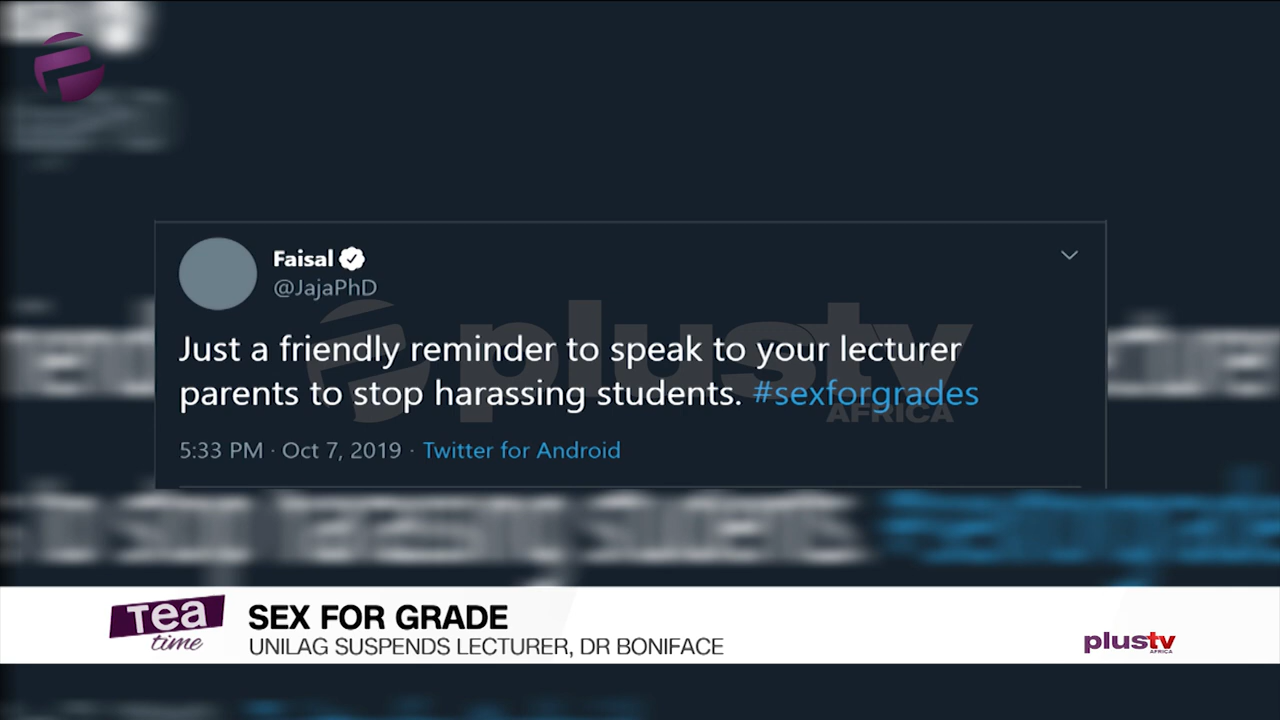 Faisal
@JajaPhD
Just a friendly reminder to speak to your lecturer
parents to stop harassing students. #sexforgrades
5:33 PM · Oct 7, 2019 · Twitter for Android
plustv
AFRICA
Tea
time
SEX FOR GRADE
UNILAG SUSPENDS LECTURER, DR BONIFACE
plustv
AFRICA